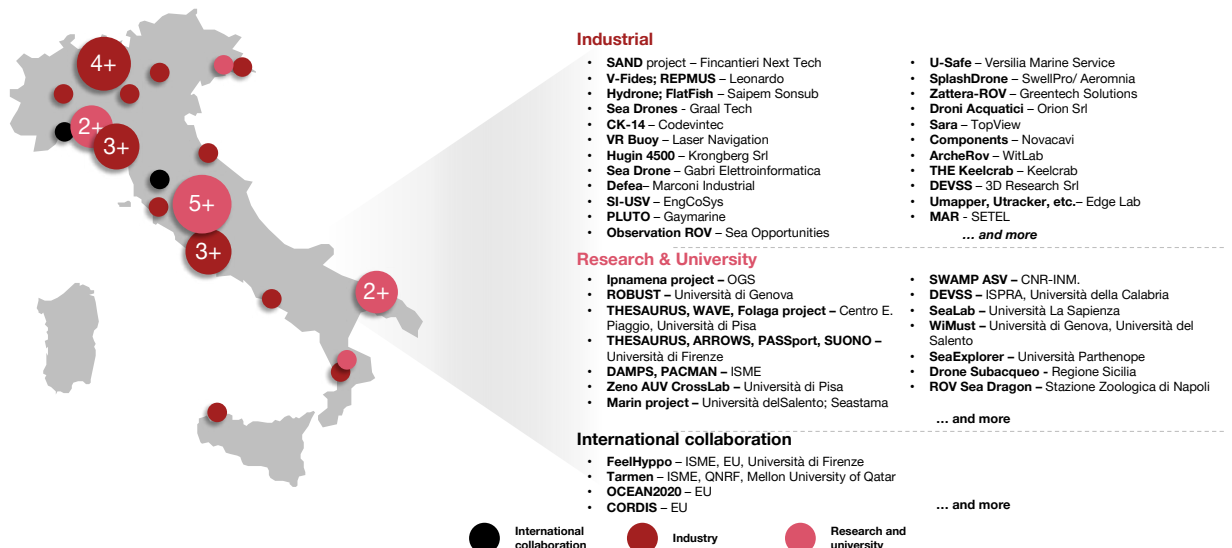 4+
2+
3+
5+
3+
2+
Industrial
• SAND project – Fincantieri Next Tech
• V-Fides; REPMUS – Leonardo
• Hydrone; FlatFish – Saipem Sonsub
• Sea Drones - Graal Tech
• CK-14 – Codevintec
• VR Buoy – Laser Navigation
• Hugin 4500 – Krongberg Srl
• Sea Drone – Gabri Elettroinformatica
• Defea– Marconi Industrial
• SI-USV – EngCoSys
• PLUTO – Gaymarine
• Observation ROV – Sea Opportunities
• U-Safe – Versilia Marine Service
• SplashDrone – SwellPro/ Aeromnia
• Zattera-ROV – Greentech Solutions
• Droni Acquatici – Orion Srl
• Sara – TopView
• Components – Novacavi
• ArcheRov – WitLab
• THE Keelcrab – Keelcrab
• DEVSS – 3D Research Srl
• Umapper, Utracker, etc.– Edge Lab
• MAR - SETEL
... and more
Research & University
• Ipnamena project – OGS
• ROBUST – Università di Genova
• THESAURUS, WAVE, Folaga project – Centro E.
Piaggio, Università di Pisa
• THESAURUS, ARROWS, PASSport, SUONO –
Università di Firenze
• DAMPS, PACMAN – ISME
• Zeno AUV CrossLab – Università di Pisa
• Marin project – Università delSalento; Seastama
• SWAMP ASV – CNR-INM.
• DEVSS – ISPRA, Università della Calabria
• SeaLab – Università La Sapienza
• WiMust – Università di Genova, Università del
Salento
• SeaExplorer – Università Parthenope
• Drone Subacqueo - Regione Sicilia
• ROV Sea Dragon – Stazione Zoologica di Napoli
... and more
International collaboration
• FeelHyppo – ISME, EU, Università di Firenze
• Tarmen – ISME, QNRF, Mellon University of Qatar
• OCEAN2020 – EU
• CORDIS – EU
... and more
International
collaboration
Industry
Research and
university